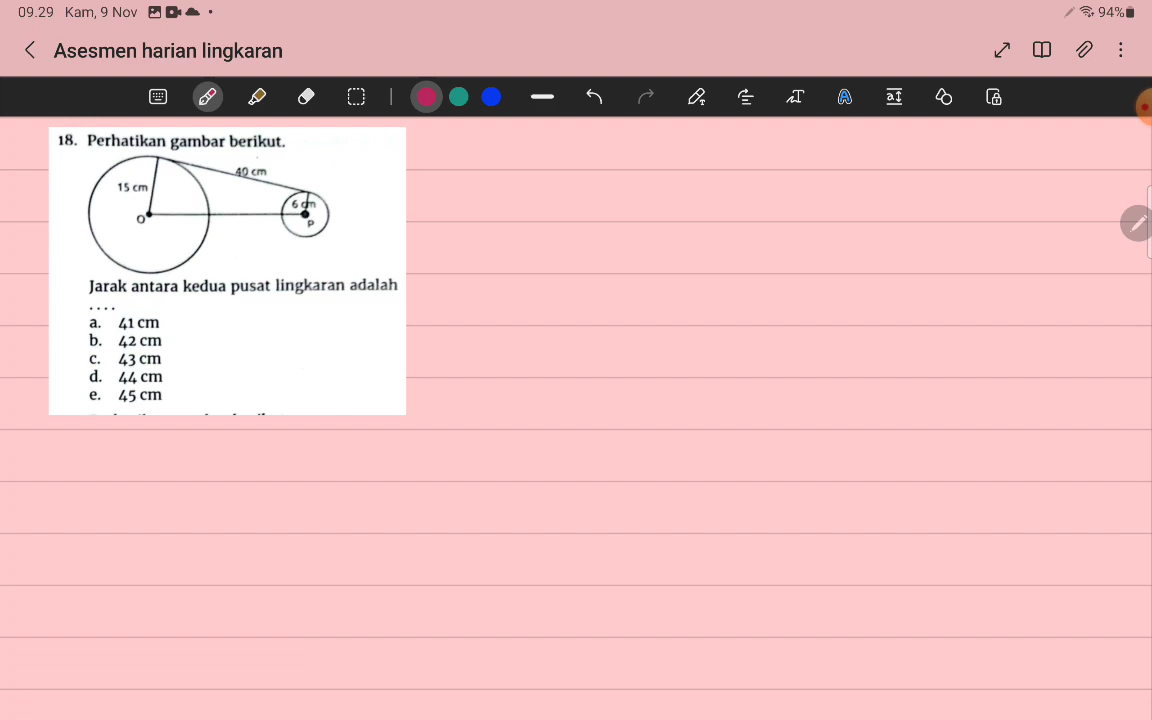 09.29 Kam, 9 Nov
94%
Asesmen harian lingkaran
18. Perhatikan gambar berikut.
40 cm
15 cm
6 cm
O
P
Jarak antara kedua pusat lingkaran adalah
....
a. 41 cm
b. 42 cm
c. 43 cm
d. 44 cm
e. 45 cm